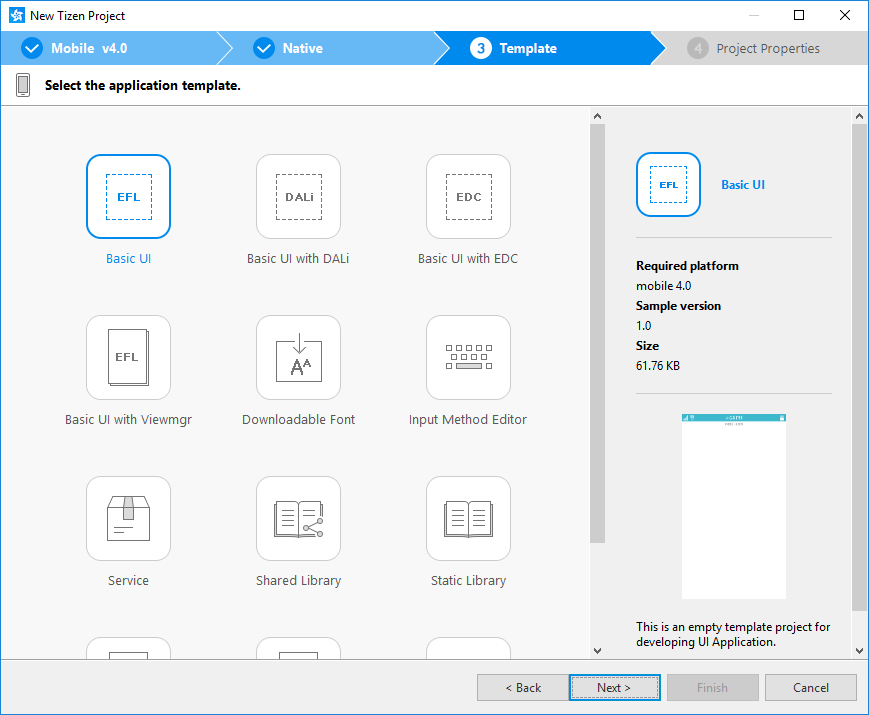 New Tizen Project
Mobile v4.0
Native
3 Template
4 Project Properties
Select the application template.
EFL
DALi
EDC
Basic UI
Basic UI with DALi
Basic UI with EDC
EFL
AA
Basic UI with Viewmgr
Downloadable Font
Input Method Editor
Service
Shared Library
Static Library
EFL
Basic UI
Required platform
mobile 4.0
Sample version
1.0
Size
61.76 KB
This is an empty template project for
developing UI Application.
< Back
Next >
Finish
Cancel